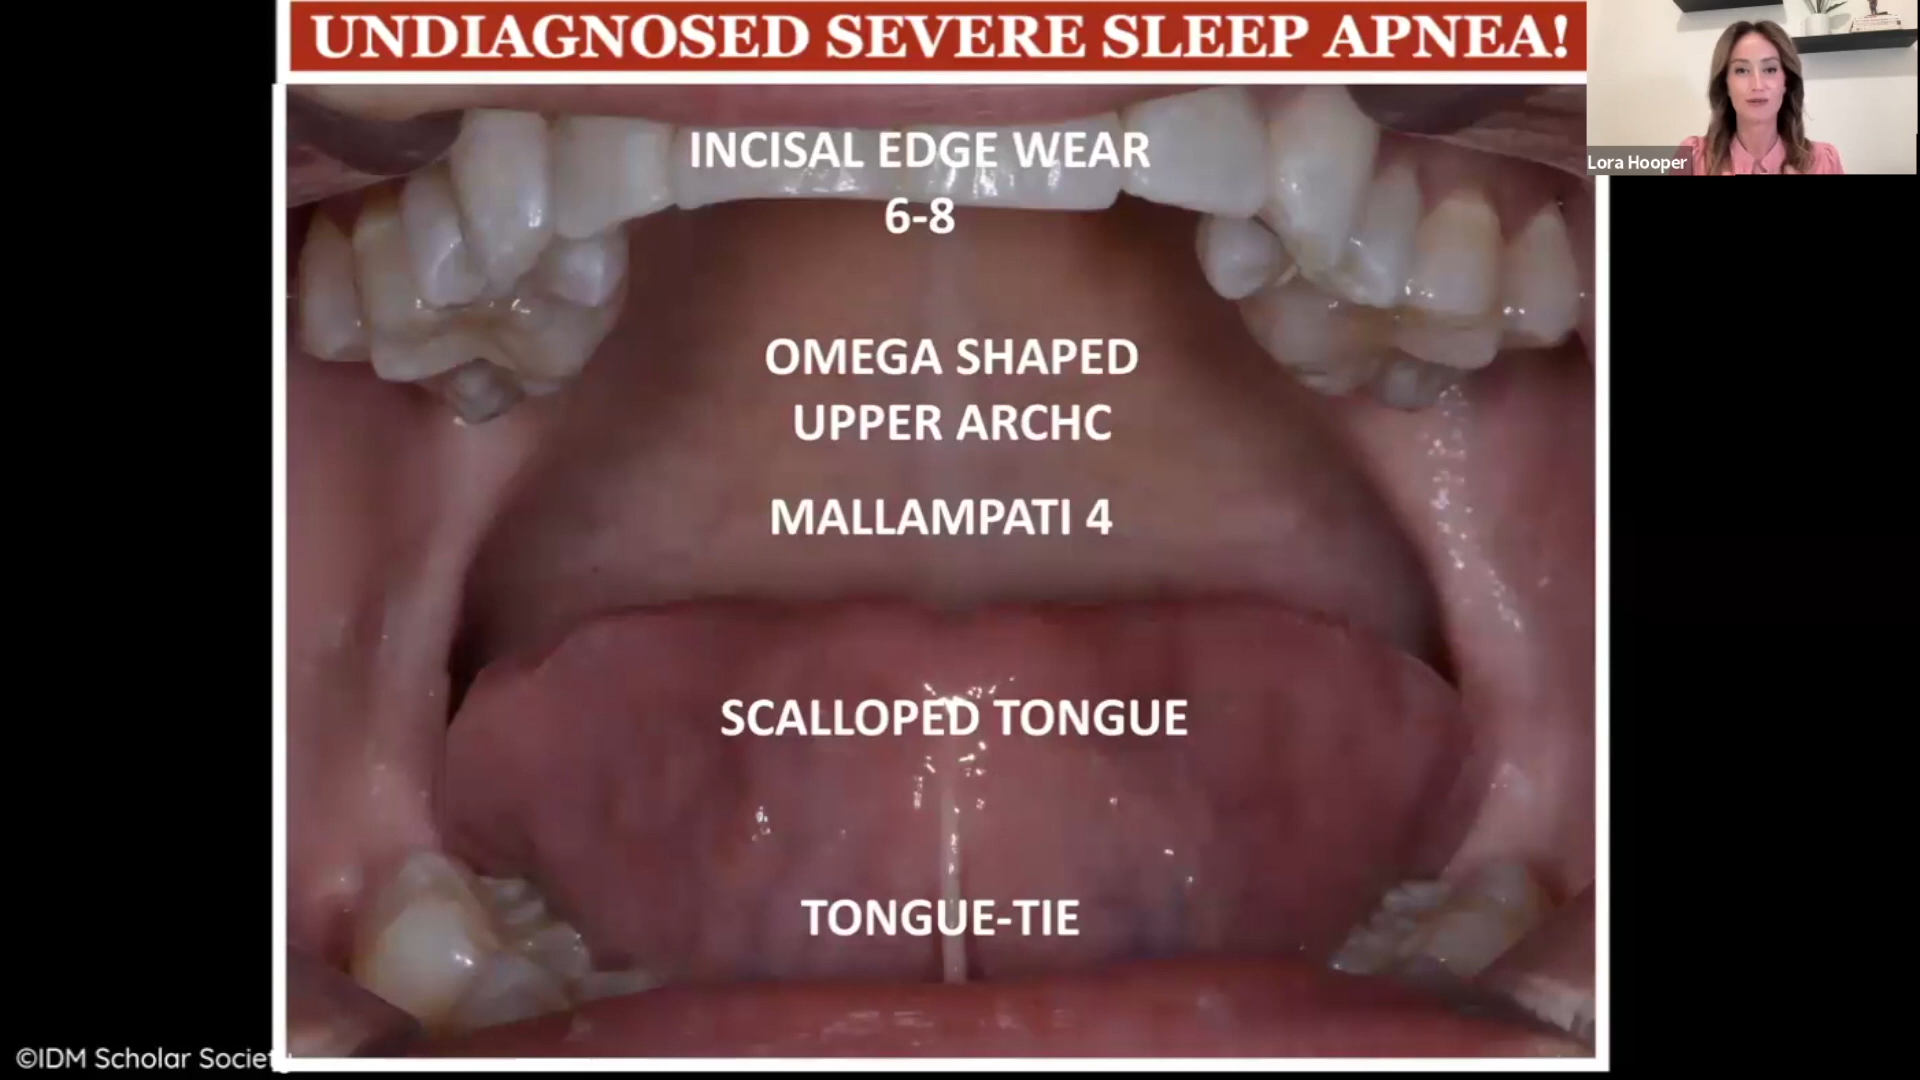 UNDIAGNOSED SEVERE SLEEP APNEA!
Lora Hooper
INCISAL EDGE WEAR
6-8
OMEGA SHAPED
UPPER ARCHC
MALLAMPATI 4
SCALLOPED TONGUE
TONGUE-TIE
©IDM Scholar Society